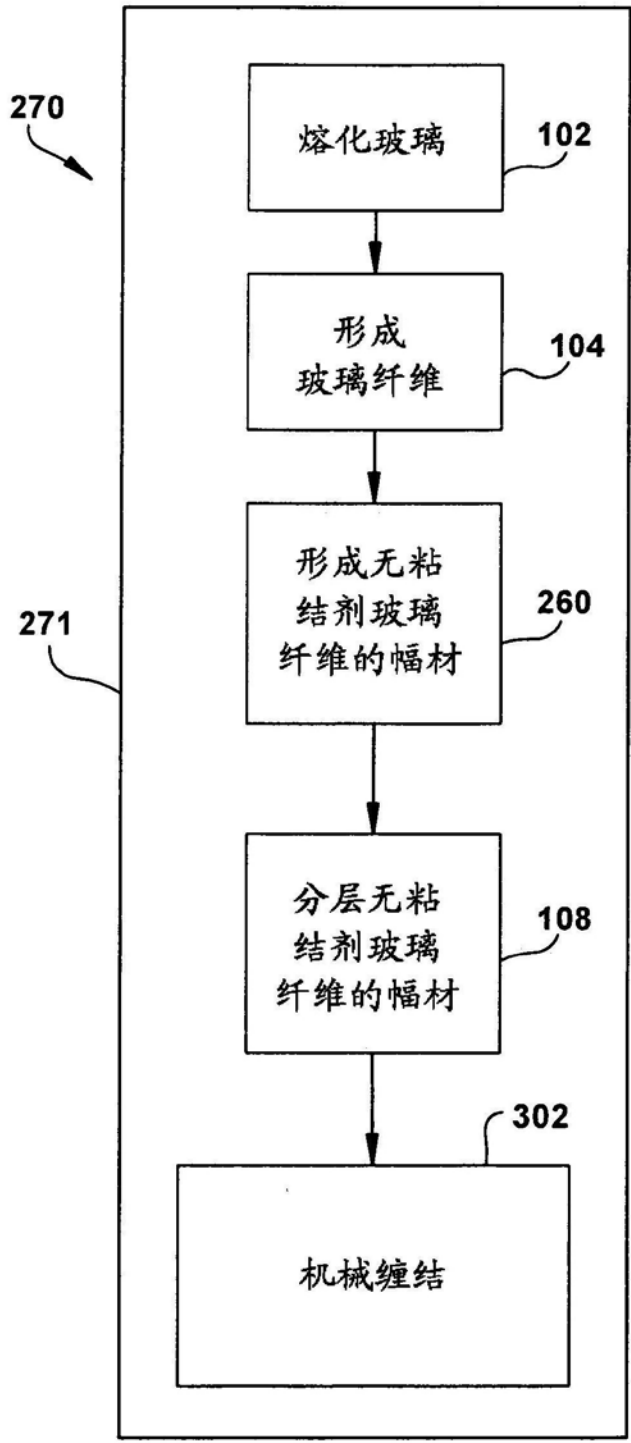 270
熔化玻璃
102
形成
玻璃纤维
104
形成无粘
结剂玻璃
纤维的幅材
260
271
分层无粘
结剂玻璃
纤维的幅材
108
302
机械缠结